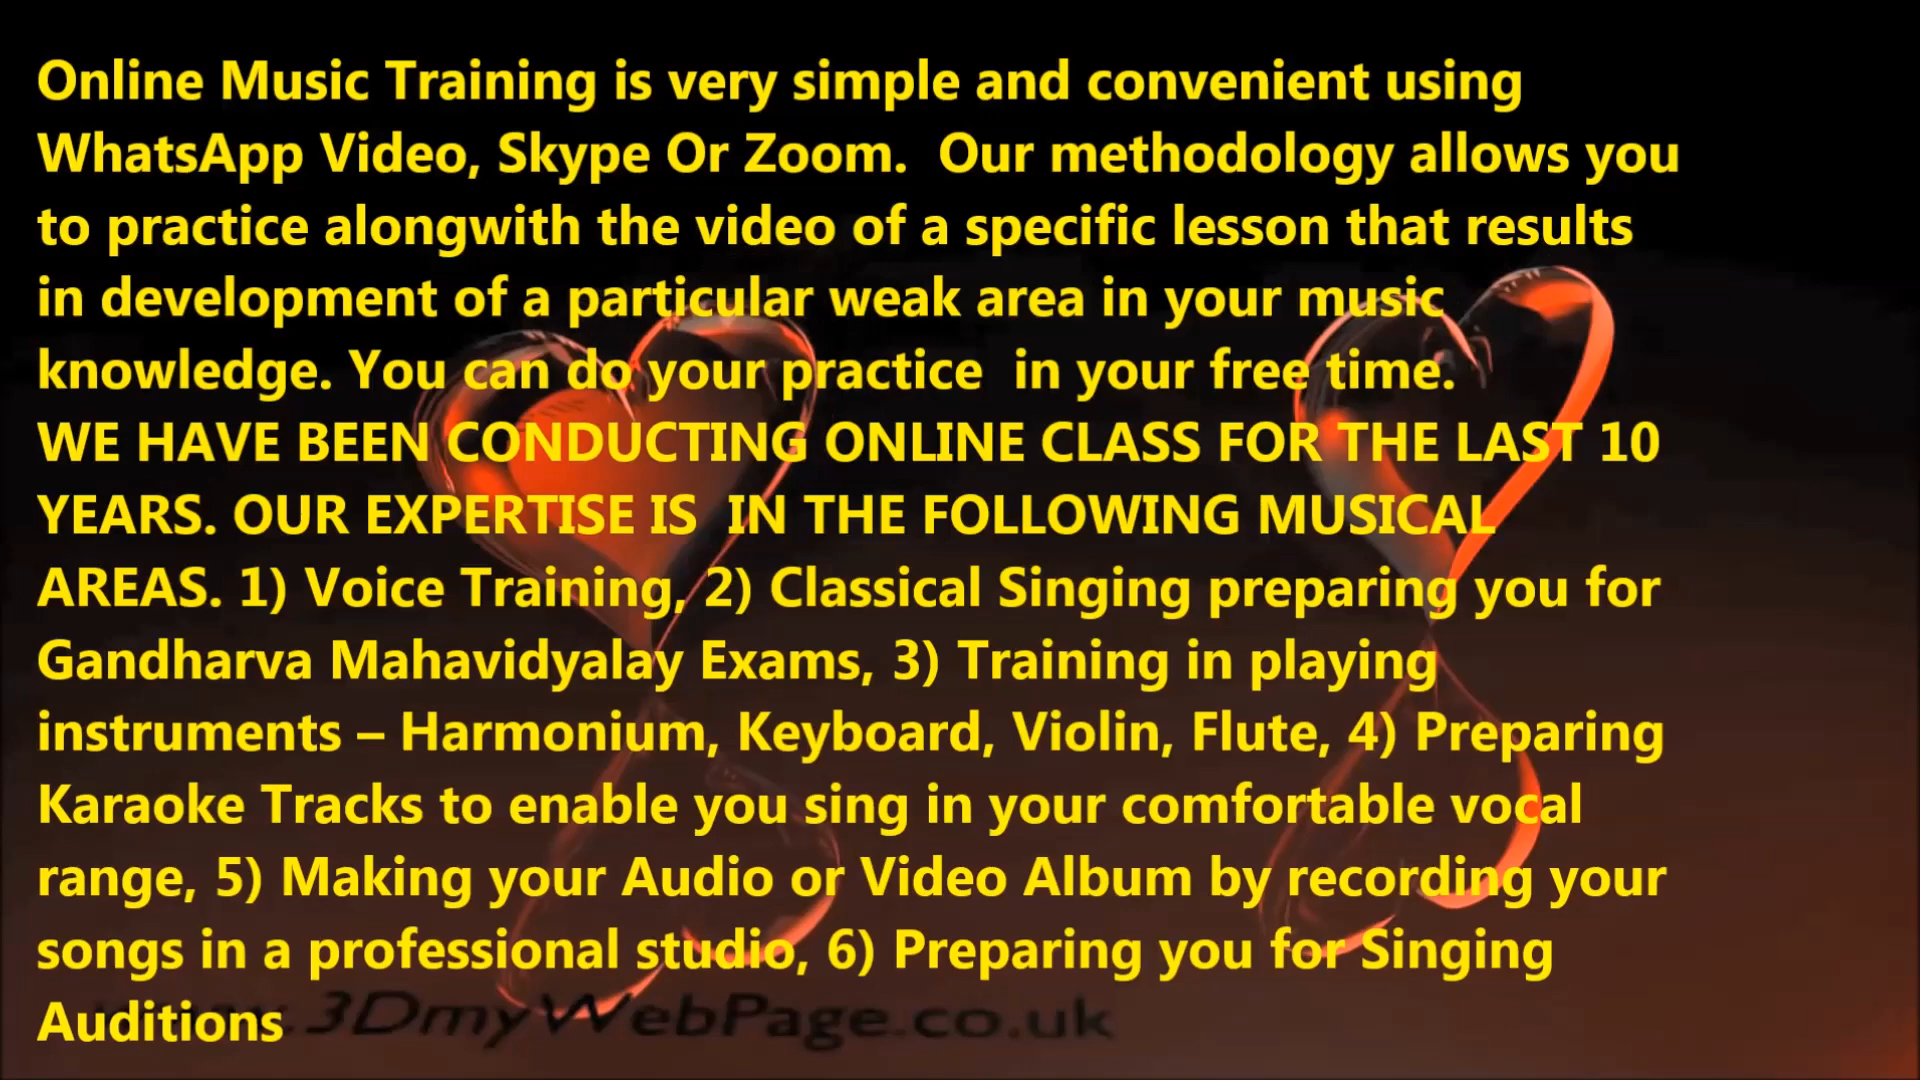 Online Music Training is very simple and convenient using
WhatsApp Video, Skype Or Zoom.  Our methodology allows you
to practice alongwith the video of a specific lesson that results
in development of a particular weak area in your music
knowledge. You can do your practice  in your free time.
WE HAVE BEEN CONDUCTING ONLINE CLASS FOR THE LAST 10
YEARS. OUR EXPERTISE IS  IN THE FOLLOWING MUSICAL
AREAS. 1) Voice Training, 2) Classical Singing preparing you for
Gandharva Mahavidyalay Exams, 3) Training in playing
instruments – Harmonium, Keyboard, Violin, Flute, 4) Preparing
Karaoke Tracks to enable you sing in your comfortable vocal
range, 5) Making your Audio or Video Album by recording your
songs in a professional studio, 6) Preparing you for Singing
Auditions
3DmyWebPage.co.uk